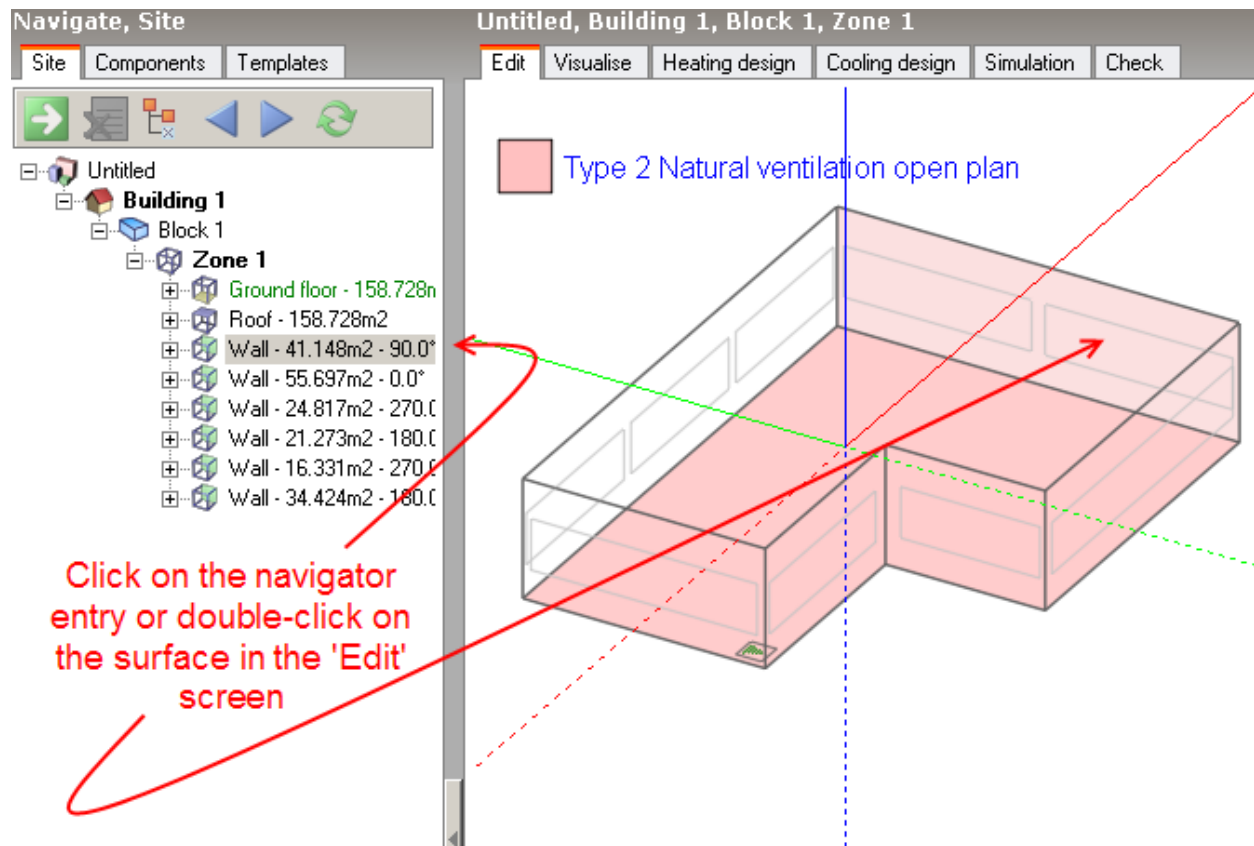 Navigate, Site
Untitled, Building 1, Block 1, Zone 1
Site Components Templates
Edit Visualise Heating design Cooling design Simulation Check
Type 2 Natural ventilation open plan
Untitled
Building 1
Block 1
Zone 1
Ground floor - 158.728m
Roof - 158.728m2
Wall - 41.148m2 - 90.0°
Wall - 55.697m2 - 0.0°
Wall - 24.817m2 - 270.0
Wall - 21.273m2 - 180.0
Wall - 16.331m2 - 270.0
Wall - 34.424m2 - 180.0
Click on the navigator
entry or double-click on
the surface in the 'Edit'
screen